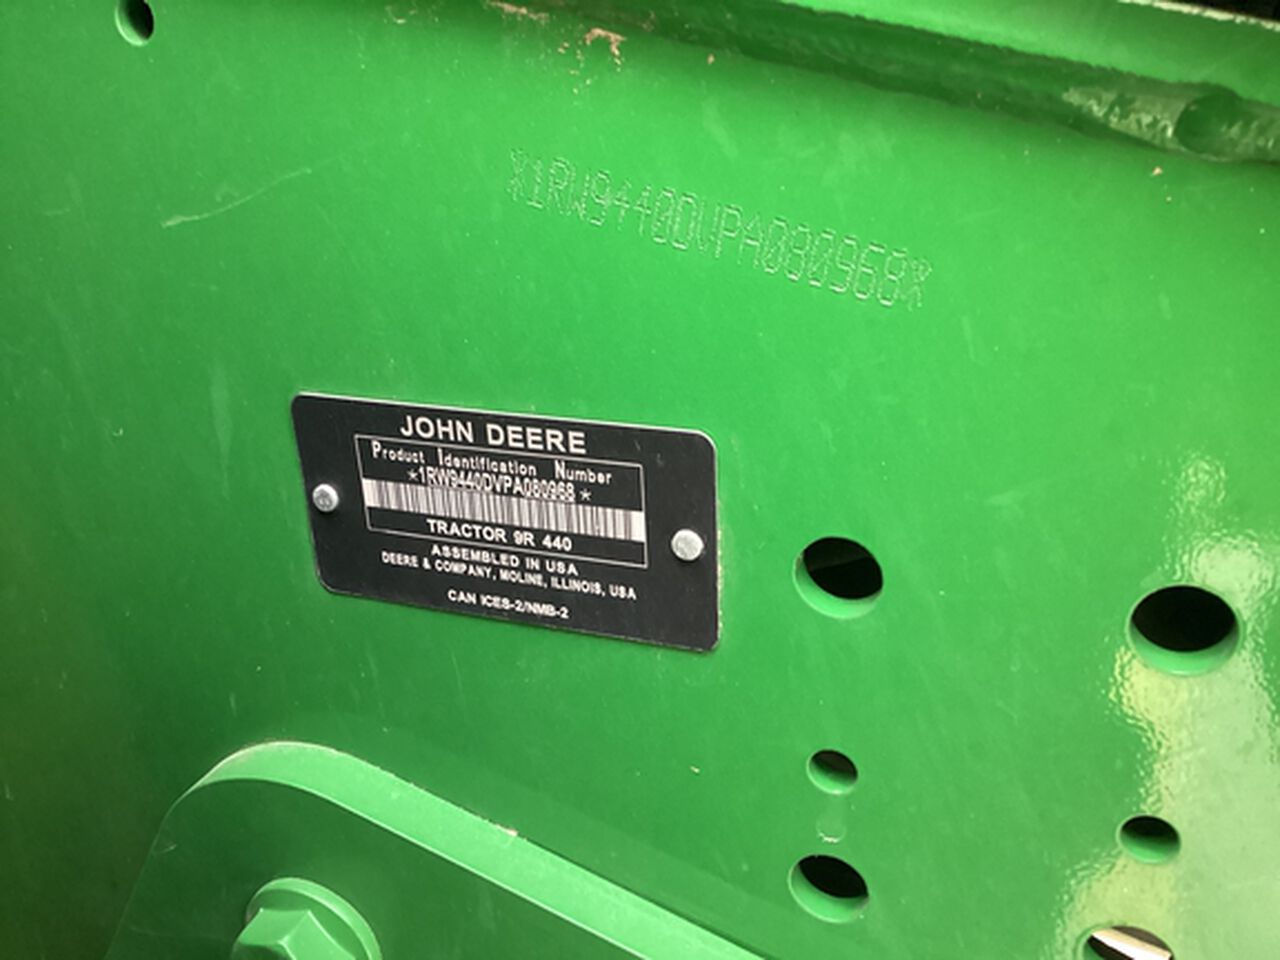 *1RW9440DVPA080968*
JOHN DEERE
Product Identification Number
*1RW9440DVPA080968*
TRACTOR 9R 440
ASSEMBLED IN USA
DEERE & COMPANY, MOLINE, ILLINOIS, USA
CAN ICES-2/NMB-2